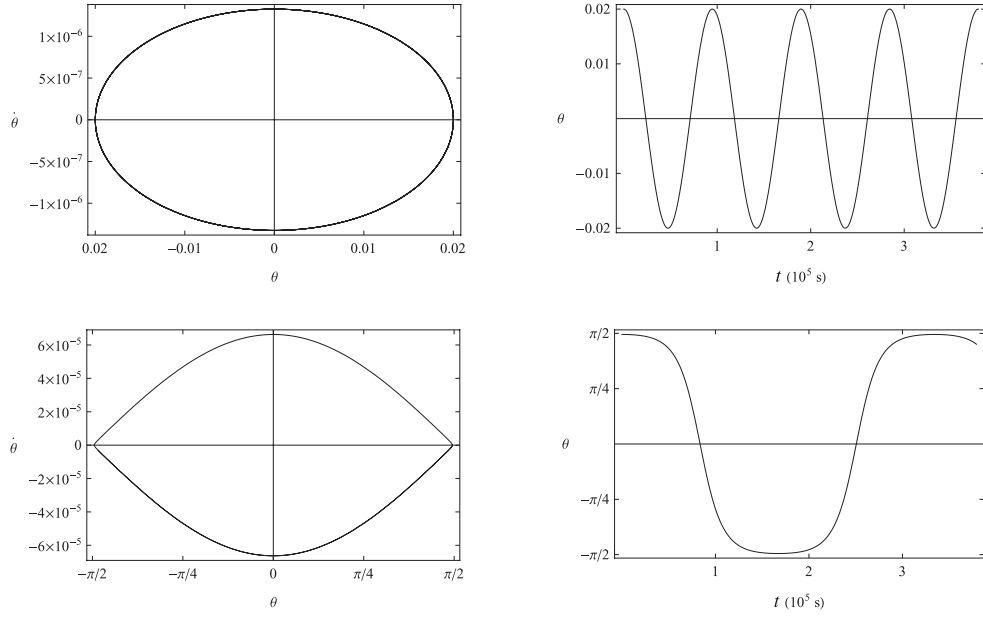 1×10⁻⁶
5×10⁻⁷
0
−5×10⁻⁷
−1×10⁻⁶
θ̇
0.02 −0.01 0 0.01 0.02
θ
0.02
0.01
θ
−0.01
−0.02
1 2 3
t (10⁵ s)
6×10⁻⁵
4×10⁻⁵
2×10⁻⁵
0
−2×10⁻⁵
−4×10⁻⁵
−6×10⁻⁵
θ̇
−π/2 −π/4 0 π/4 π/2
θ
π/2
π/4
θ
−π/4
−π/2
1 2 3
t (10⁵ s)